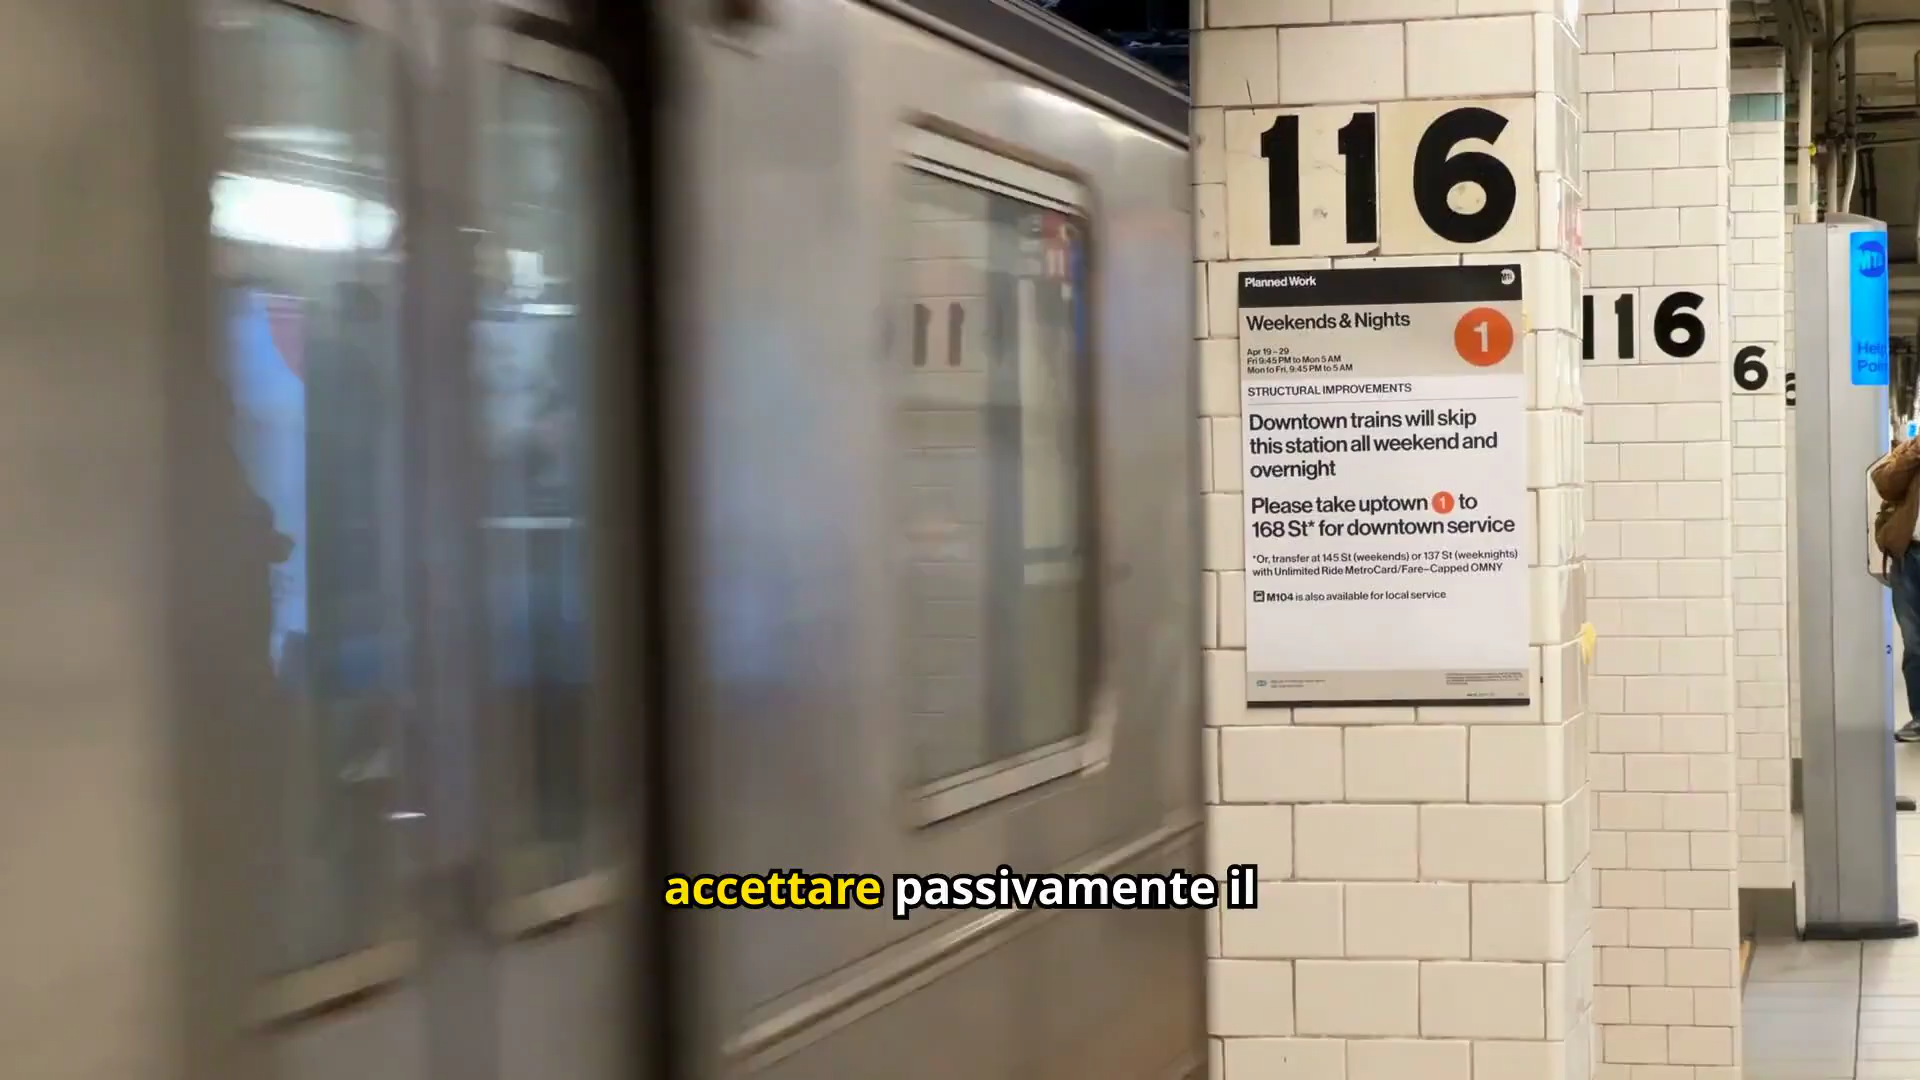 116
Planned Work
Weekends & Nights
1
Apr 19 – 29
Fri 9:45 PM to Mon 5 AM
Mon to Fri, 9:45 PM to 5 AM
STRUCTURAL IMPROVEMENTS
Downtown trains will skip
this station all weekend and
overnight
Please take uptown 1 to
168 St* for downtown service
*Or, transfer at 145 St (weekends) or 137 St (weeknights)
with Unlimited Ride MetroCard/Fare–Capped OMNY
M104 is also available for local service
116
6
Help
Point
11
accettare passivamente il